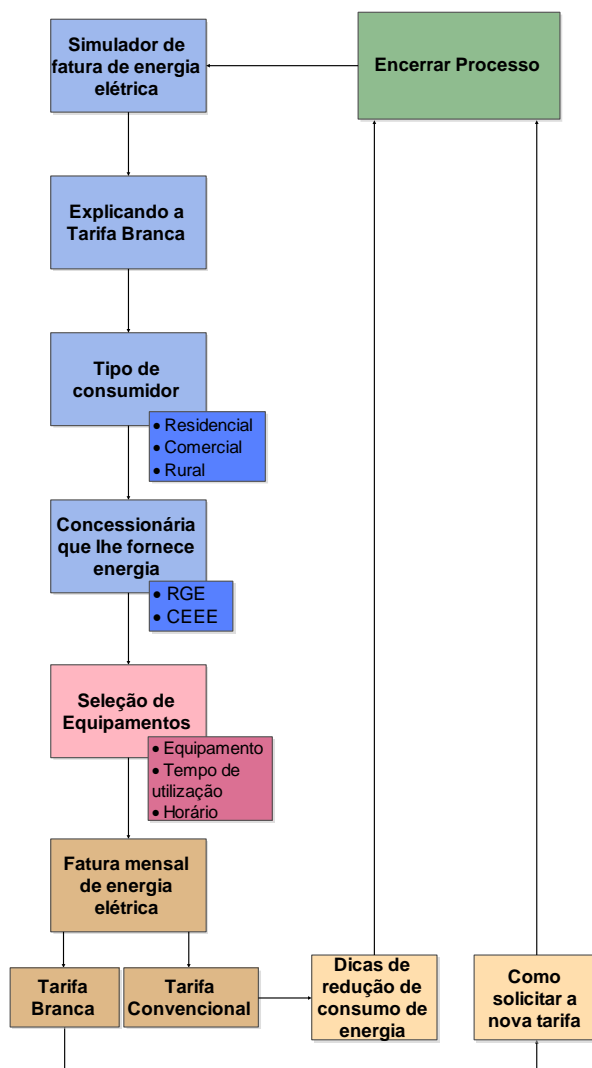 Simulador de
fatura de energia
elétrica
Encerrar Processo
Explicando a
Tarifa Branca
Tipo de
consumidor
• Residencial
• Comercial
• Rural
Concessionária
que lhe fornece
energia
• RGE
• CEEE
Seleção de
Equipamentos
• Equipamento
• Tempo de
utilização
• Horário
Fatura mensal
de energia
elétrica
Tarifa
Branca
Tarifa
Convencional
Dicas de
redução de
consumo de
energia
Como
solicitar a
nova tarifa